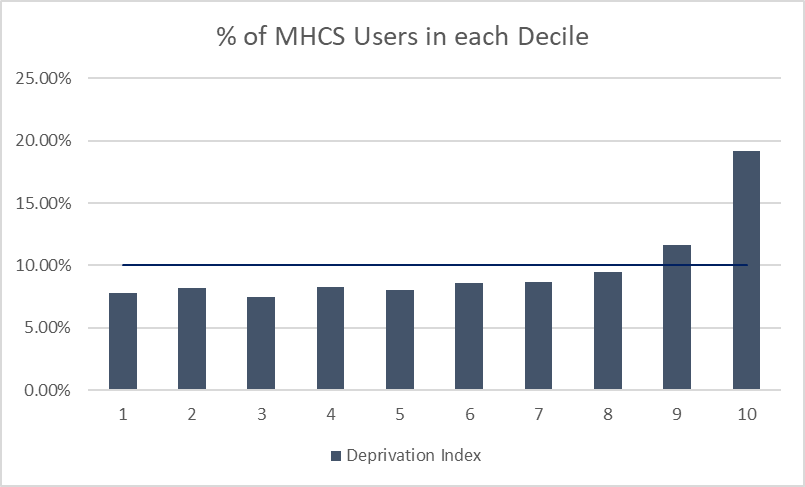 % of MHCS Users in each Decile
25.00%
20.00%
15.00%
10.00%
5.00%
0.00%
1 2 3 4 5 6 7 8 9 10
Deprivation Index